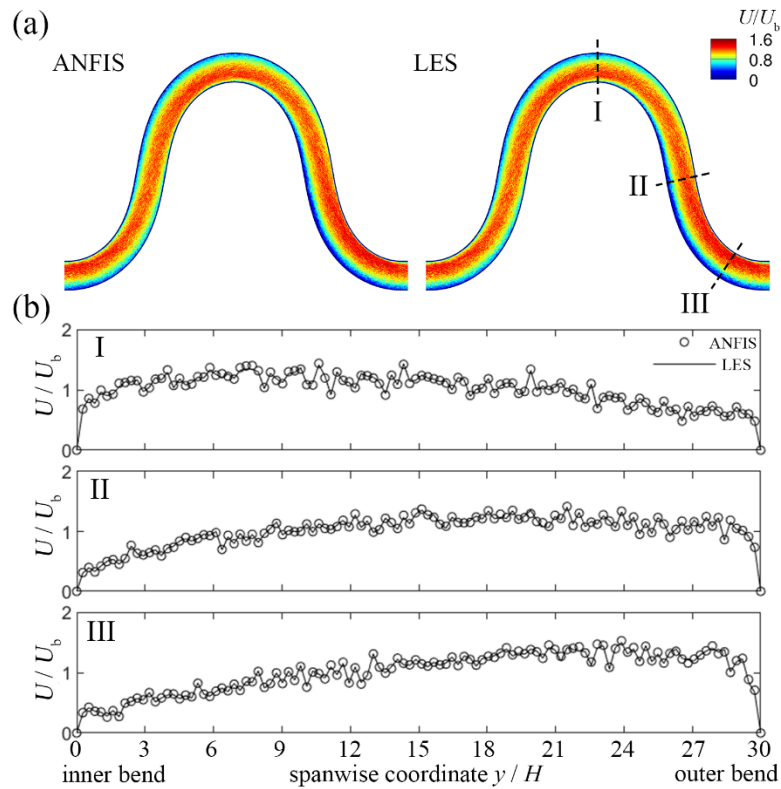 (a)
ANFIS
LES
U/U_b
1.6
0.8
0
I
II
III
(b)
2
1
0
U / U_b
I
ANFIS
LES
2
1
0
U / U_b
II
2
1
0
U / U_b
III
0 3 6 9 12 15 18 21 24 27 30
inner bend spanwise coordinate y / H outer bend